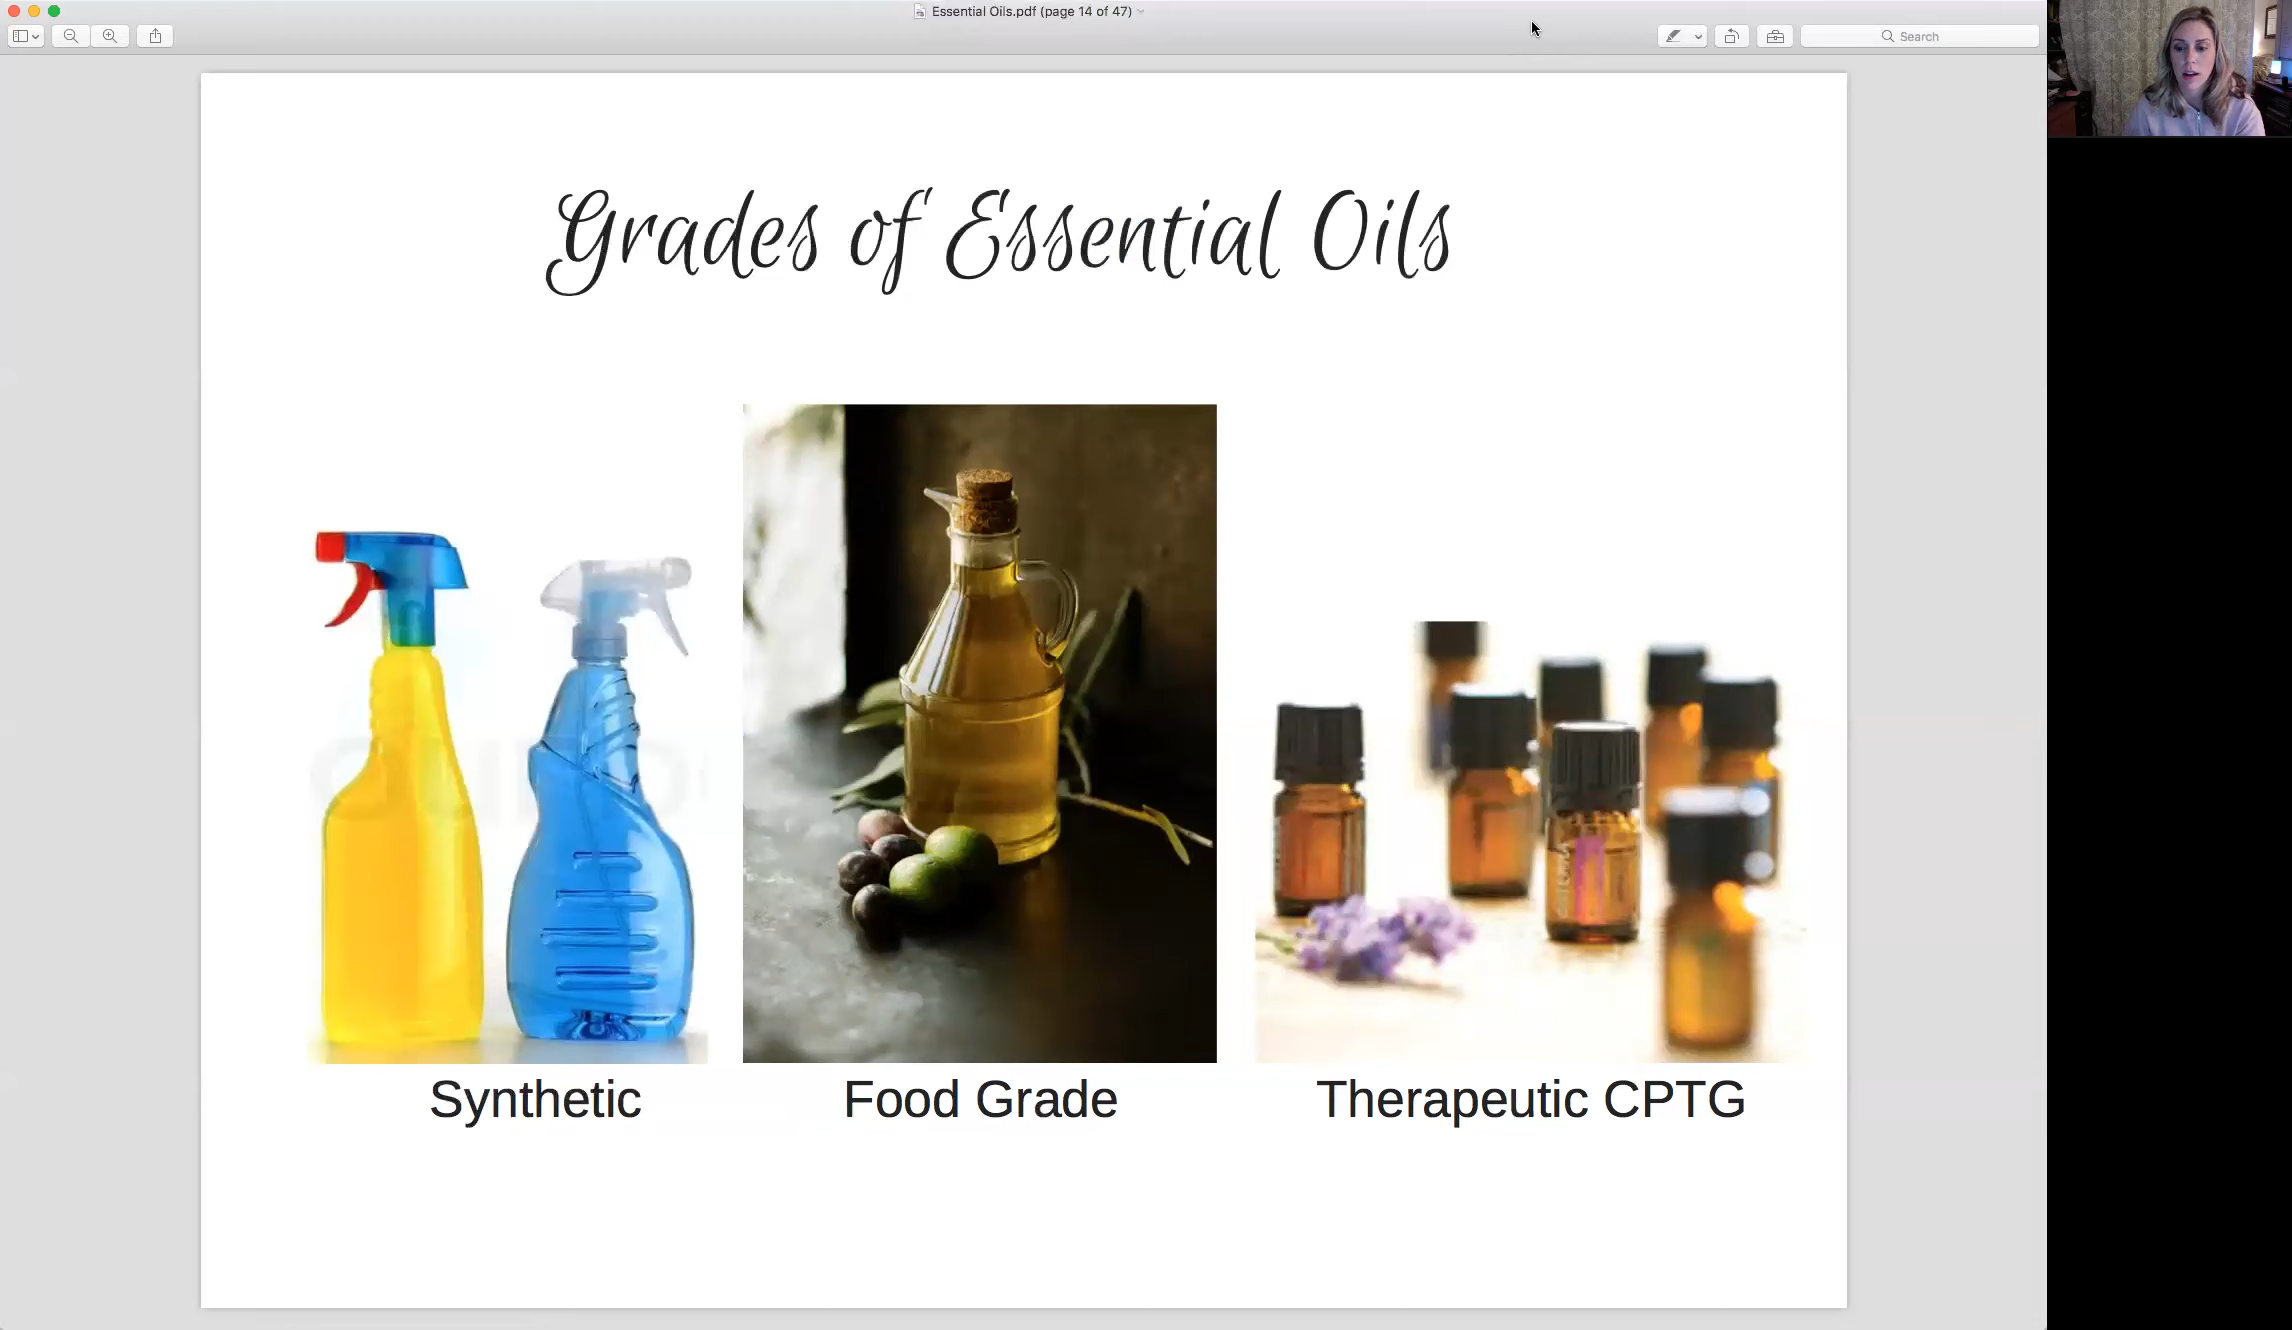 Essential Oils.pdf (page 14 of 47)
Search
Grades of Essential Oils
Synthetic
Food Grade
Therapeutic CPTG